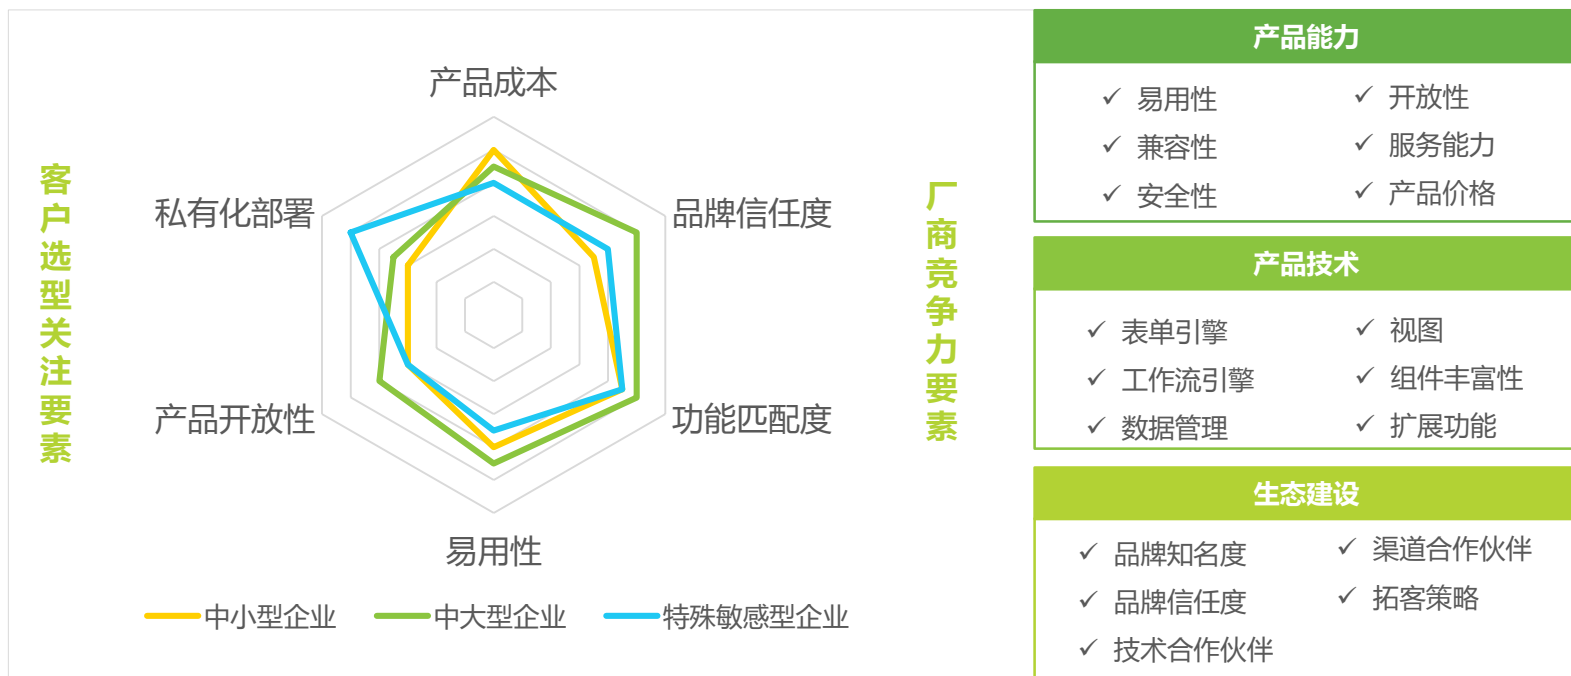 客户选型关注要素
产品成本
品牌信任度
功能匹配度
易用性
产品开放性
私有化部署
中小型企业
中大型企业
特殊敏感型企业
厂商竞争力要素
产品能力
✓ 易用性
✓ 开放性
✓ 兼容性
✓ 服务能力
✓ 安全性
✓ 产品价格
产品技术
✓ 表单引擎
✓ 视图
✓ 工作流引擎
✓ 组件丰富性
✓ 数据管理
✓ 扩展功能
生态建设
✓ 品牌知名度
✓ 渠道合作伙伴
✓ 品牌信任度
✓ 拓客策略
✓ 技术合作伙伴